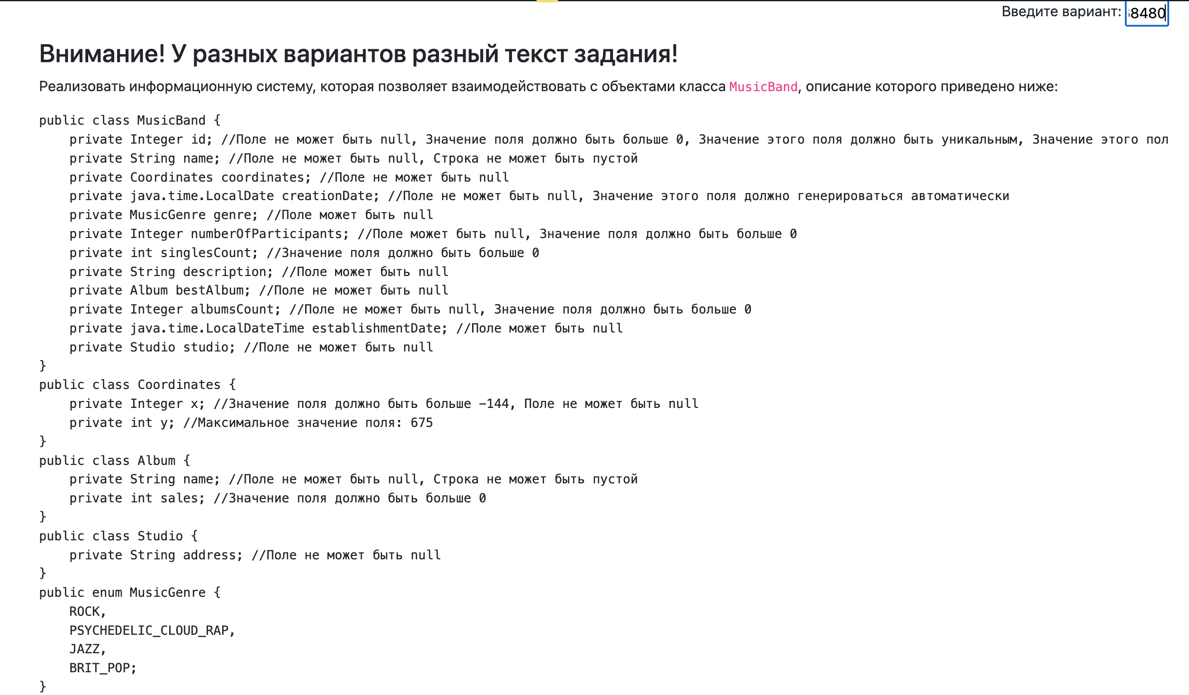 Введите вариант: 8480
Внимание! У разных вариантов разный текст задания!
Реализовать информационную систему, которая позволяет взаимодействовать с объектами класса MusicBand, описание которого приведено ниже:
public class MusicBand {
    private Integer id; //Поле не может быть null, Значение поля должно быть больше 0, Значение этого поля должно быть уникальным, Значение этого пол
    private String name; //Поле не может быть null, Строка не может быть пустой
    private Coordinates coordinates; //Поле не может быть null
    private java.time.LocalDate creationDate; //Поле не может быть null, Значение этого поля должно генерироваться автоматически
    private MusicGenre genre; //Поле может быть null
    private Integer numberOfParticipants; //Поле может быть null, Значение поля должно быть больше 0
    private int singlesCount; //Значение поля должно быть больше 0
    private String description; //Поле может быть null
    private Album bestAlbum; //Поле не может быть null
    private Integer albumsCount; //Поле не может быть null, Значение поля должно быть больше 0
    private java.time.LocalDateTime establishmentDate; //Поле может быть null
    private Studio studio; //Поле не может быть null
}
public class Coordinates {
    private Integer x; //Значение поля должно быть больше -144, Поле не может быть null
    private int y; //Максимальное значение поля: 675
}
public class Album {
    private String name; //Поле не может быть null, Строка не может быть пустой
    private int sales; //Значение поля должно быть больше 0
}
public class Studio {
    private String address; //Поле не может быть null
}
public enum MusicGenre {
    ROCK,
    PSYCHEDELIC_CLOUD_RAP,
    JAZZ,
    BRIT_POP;
}